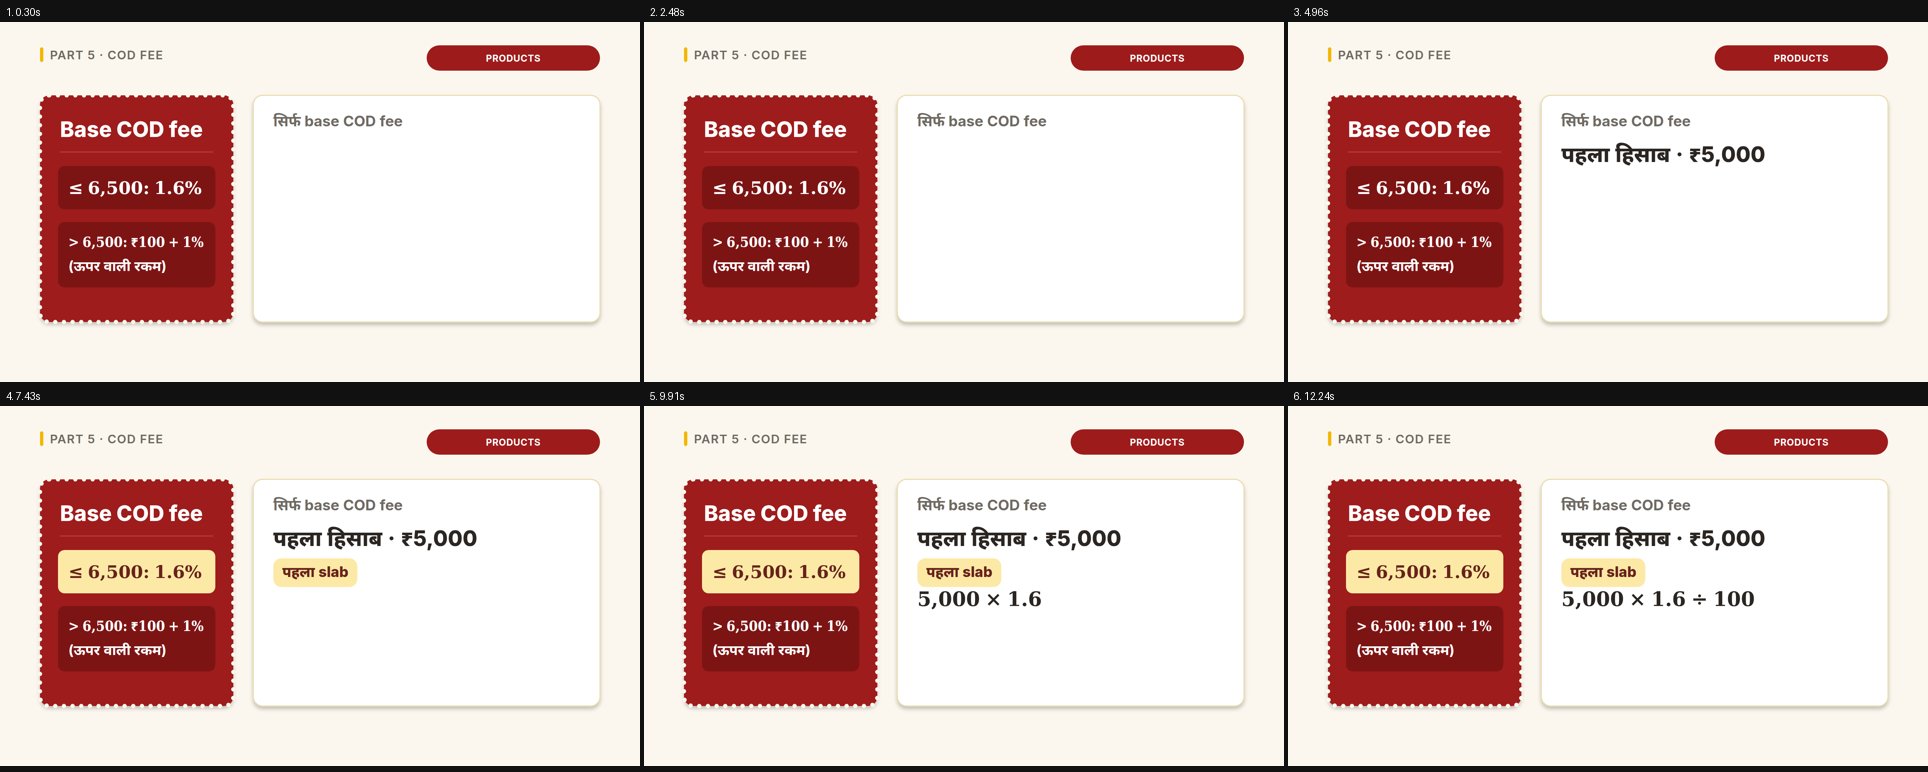 1. 0.30s
PART 5 · COD FEE
PRODUCTS
Base COD fee
≤ 6,500: 1.6%
> 6,500: ₹100 + 1%
(ऊपर वाली रकम)
सिर्फ base COD fee
2. 2.48s
PART 5 · COD FEE
PRODUCTS
Base COD fee
≤ 6,500: 1.6%
> 6,500: ₹100 + 1%
(ऊपर वाली रकम)
सिर्फ base COD fee
3. 4.96s
PART 5 · COD FEE
PRODUCTS
Base COD fee
≤ 6,500: 1.6%
> 6,500: ₹100 + 1%
(ऊपर वाली रकम)
सिर्फ base COD fee
पहला हिसाब · ₹5,000
4. 7.43s
PART 5 · COD FEE
PRODUCTS
Base COD fee
≤ 6,500: 1.6%
> 6,500: ₹100 + 1%
(ऊपर वाली रकम)
सिर्फ base COD fee
पहला हिसाब · ₹5,000
पहला slab
5. 9.91s
PART 5 · COD FEE
PRODUCTS
Base COD fee
≤ 6,500: 1.6%
> 6,500: ₹100 + 1%
(ऊपर वाली रकम)
सिर्फ base COD fee
पहला हिसाब · ₹5,000
पहला slab
5,000 × 1.6
6. 12.24s
PART 5 · COD FEE
PRODUCTS
Base COD fee
≤ 6,500: 1.6%
> 6,500: ₹100 + 1%
(ऊपर वाली रकम)
सिर्फ base COD fee
पहला हिसाब · ₹5,000
पहला slab
5,000 × 1.6 ÷ 100